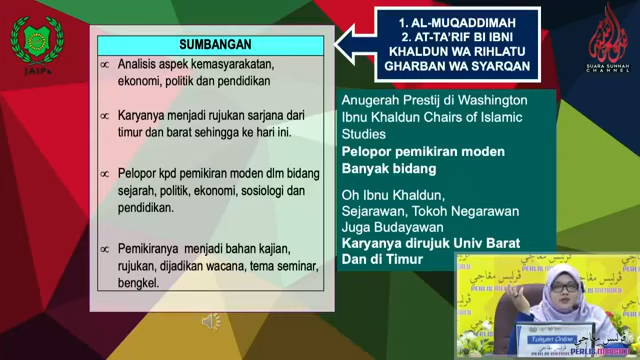 JAIPs
SUMBANGAN
∝ Analisis aspek kemasyarakatan,
ekonomi, politik dan pendidikan
∝ Karyanya menjadi rujukan sarjana dari
timur dan barat sehingga ke hari ini.
∝ Pelopor kpd pemikiran moden dlm bidang
sejarah, politik, ekonomi, sosiologi dan
pendidikan.
∝ Pemikiranya menjadi bahan kajian,
rujukan, dijadikan wacana, tema seminar,
bengkel.
1. AL-MUQADDIMAH
2. AT-TA'RIF BI IBNI
KHALDUN WA RIHLATU
GHARBAN WA SYARQAN
SUARA SUNNAH
CHANNEL
Anugerah Prestij di Washington
Ibnu Khaldun Chairs of Islamic
Studies
Pelopor pemikiran moden
Banyak bidang
Oh Ibnu Khaldun,
Sejarawan, Tokoh Negarawan
Juga Budayawan
Karyanya dirujuk Univ Barat
Dan di Timur